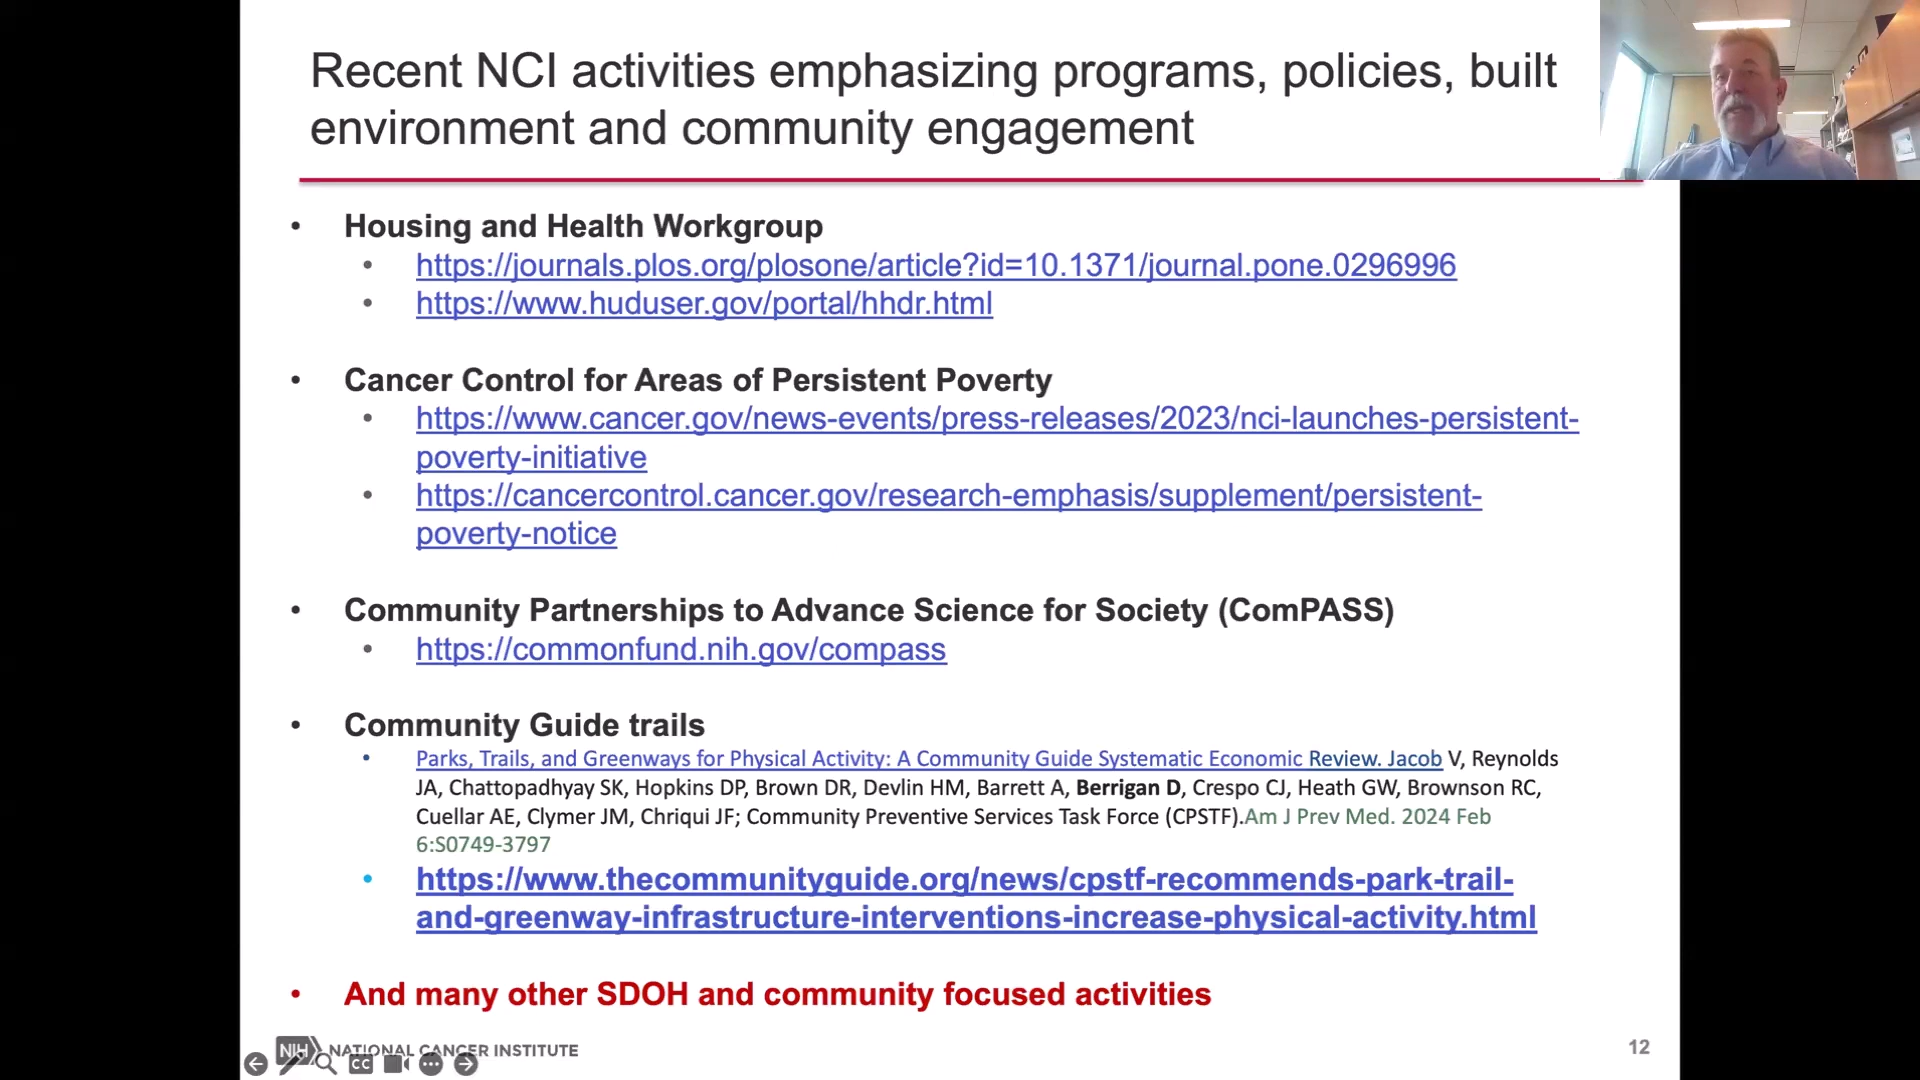 Recent NCI activities emphasizing programs, policies, built
environment and community engagement
• Housing and Health Workgroup
• https://journals.plos.org/plosone/article?id=10.1371/journal.pone.0296996
• https://www.huduser.gov/portal/hhdr.html
• Cancer Control for Areas of Persistent Poverty
• https://www.cancer.gov/news-events/press-releases/2023/nci-launches-persistent-
poverty-initiative
• https://cancercontrol.cancer.gov/research-emphasis/supplement/persistent-
poverty-notice
• Community Partnerships to Advance Science for Society (ComPASS)
• https://commonfund.nih.gov/compass
• Community Guide trails
• Parks, Trails, and Greenways for Physical Activity: A Community Guide Systematic Economic Review. Jacob V, Reynolds
JA, Chattopadhyay SK, Hopkins DP, Brown DR, Devlin HM, Barrett A, Berrigan D, Crespo CJ, Heath GW, Brownson RC,
Cuellar AE, Clymer JM, Chriqui JF; Community Preventive Services Task Force (CPSTF).Am J Prev Med. 2024 Feb
6:S0749-3797
• https://www.thecommunityguide.org/news/cpstf-recommends-park-trail-
and-greenway-infrastructure-interventions-increase-physical-activity.html
• And many other SDOH and community focused activities
NIH NATIONAL CANCER INSTITUTE
CC
12